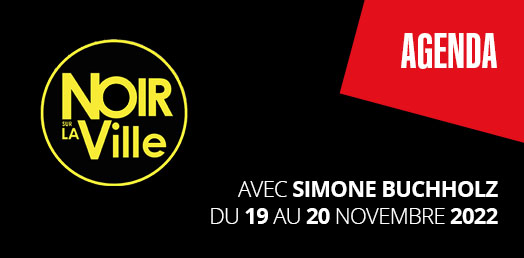 AGENDA
NOIR
SUR
LA Ville
AVEC SIMONE BUCHHOLZ
DU 19 AU 20 NOVEMBRE 2022